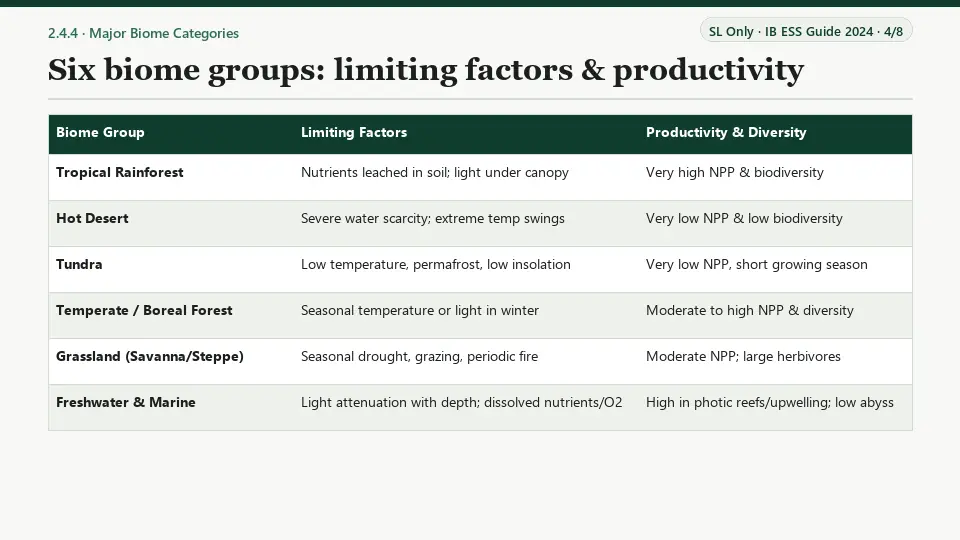 2.4.4 · Major Biome Categories
SL Only · IB ESS Guide 2024 · 4/8
Six biome groups: limiting factors & productivity
Biome Group Limiting Factors Productivity & Diversity
Tropical Rainforest Nutrients leached in soil; light under canopy Very high NPP & biodiversity
Hot Desert Severe water scarcity; extreme temp swings Very low NPP & low biodiversity
Tundra Low temperature, permafrost, low insolation Very low NPP, short growing season
Temperate / Boreal Forest Seasonal temperature or light in winter Moderate to high NPP & diversity
Grassland (Savanna/Steppe) Seasonal drought, grazing, periodic fire Moderate NPP; large herbivores
Freshwater & Marine Light attenuation with depth; dissolved nutrients/O2 High in photic reefs/upwelling; low abyss